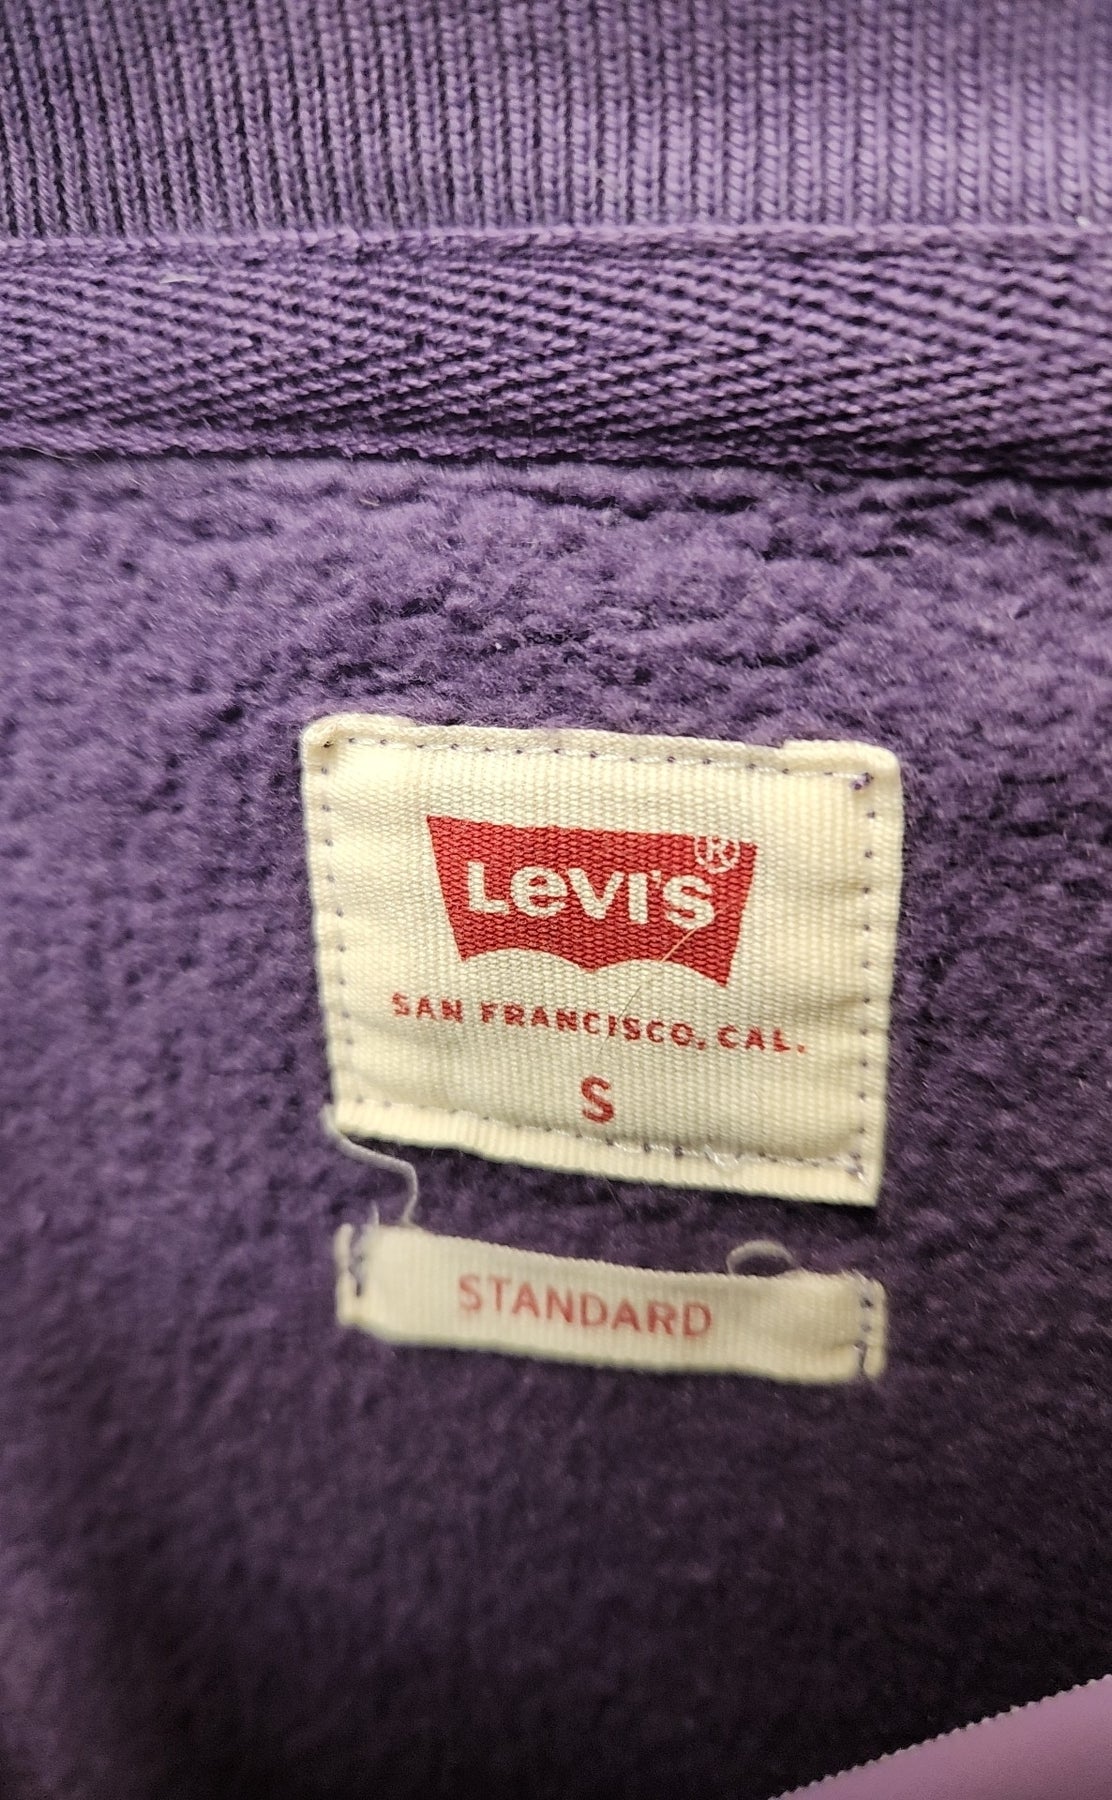 Levi's®
SAN FRANCISCO, CAL.
S
STANDARD